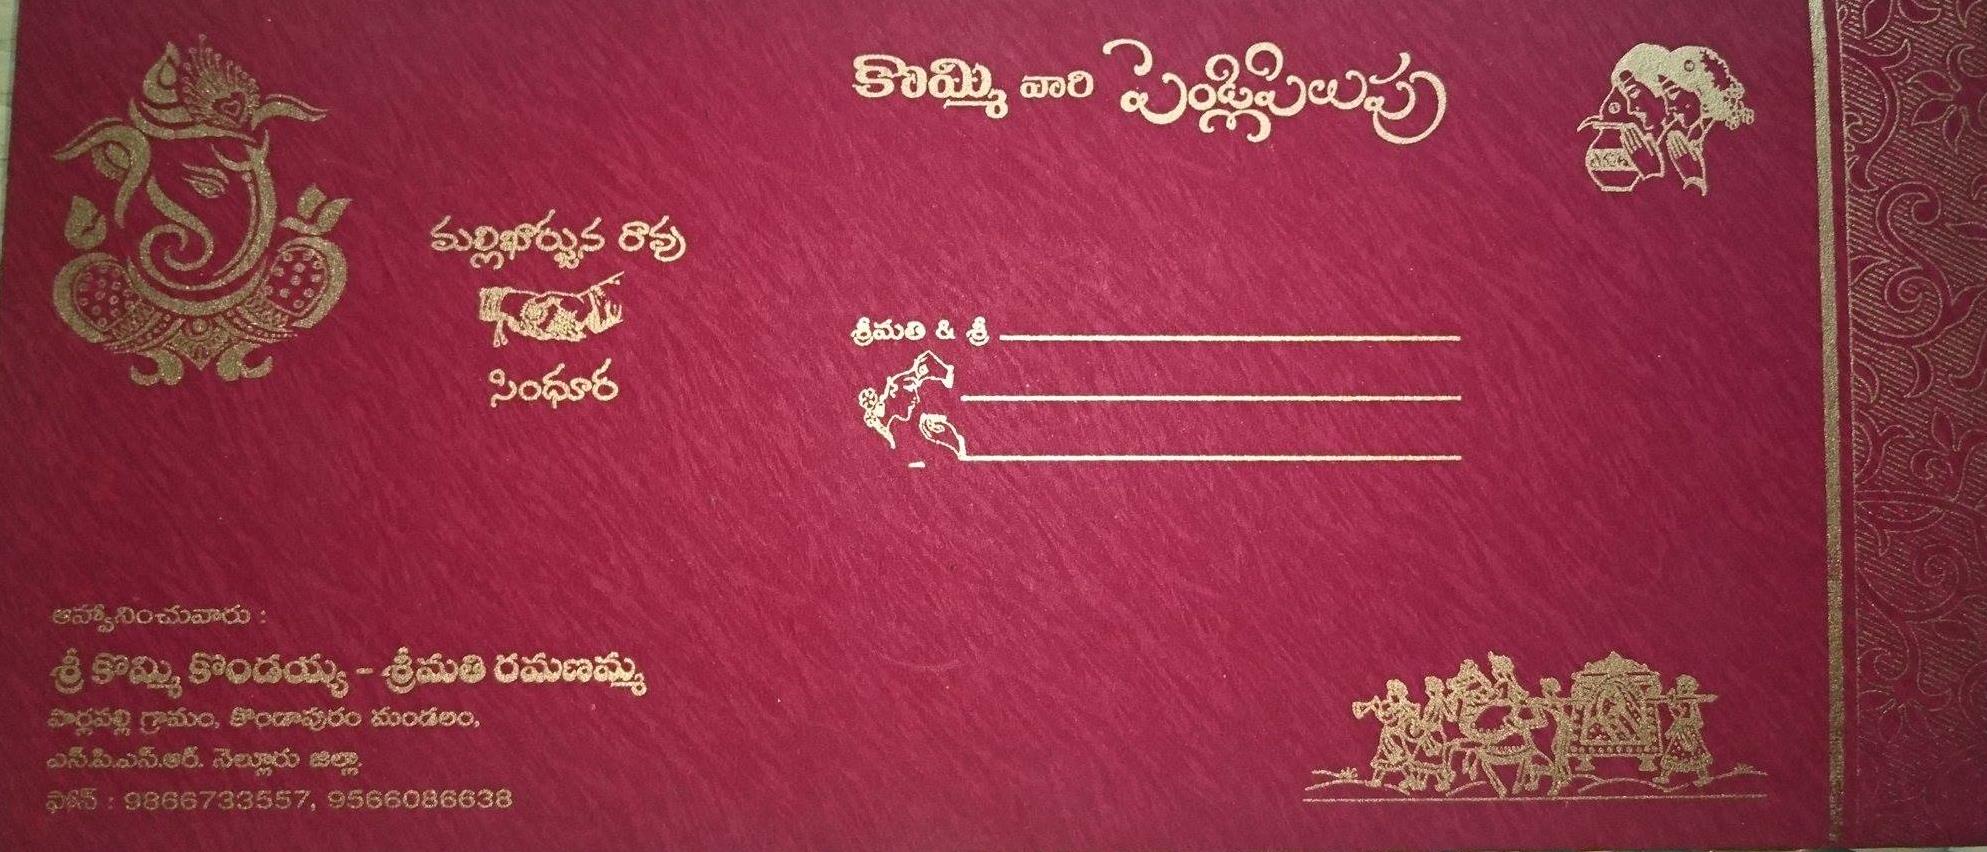 కొమ్మి వారి పెండ్లిపిలుపు
మల్లిఖార్జున రావు
సింధూర
శ్రీమతి & శ్రీ
ఆహ్వానించువారు :
శ్రీ కొమ్మి కొండయ్య - శ్రీమతి రమణమ్మ
పార్లపల్లి గ్రామం, కొండాపురం మండలం,
ఎస్.పి.ఎస్.ఆర్. నెల్లూరు జిల్లా.
ఫోన్ : 9866733557, 9566086638